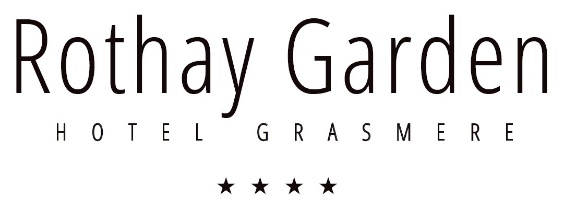 Rothay Garden
HOTEL GRASMERE
★ ★ ★ ★